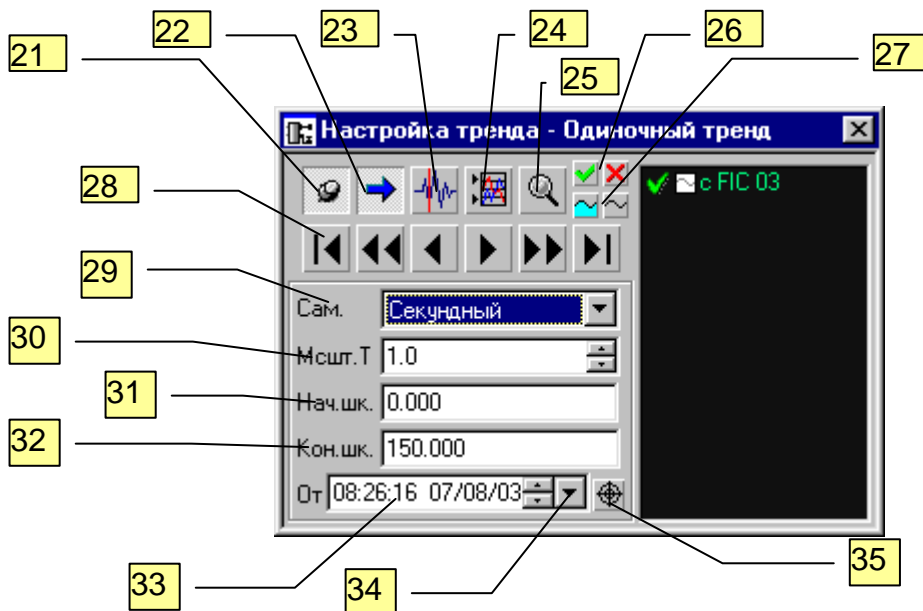 22
23
24
26
21
25
27
Настройка тренда - Одиночный тренд
с FIC 03
28
29
Сам. Секундный
30
Мсшт.Т 1.0
31
Нач.шк. 0.000
32
Кон.шк. 150.000
От 08:26:16 07/08/03
33
34
35